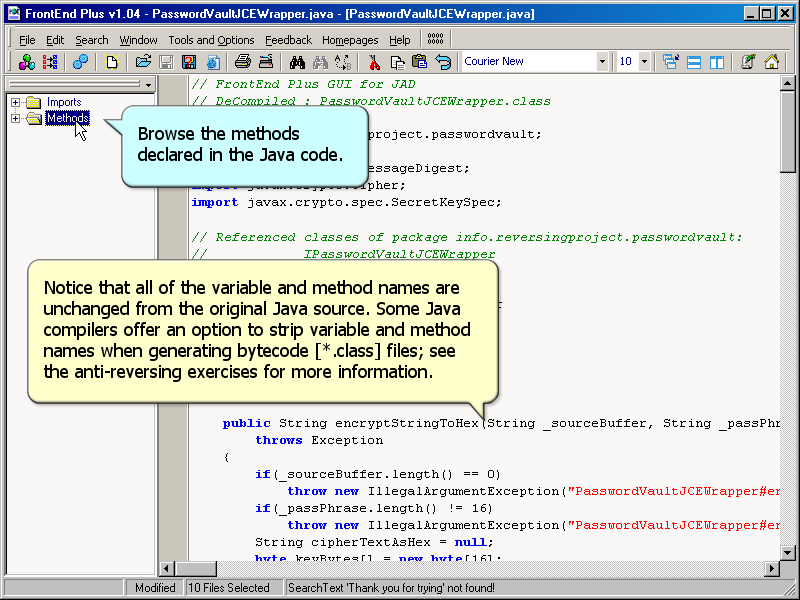 FrontEnd Plus v1.04 - PasswordVaultJCEWrapper.java - [PasswordVaultJCEWrapper.java]
File Edit Search Window Tools and Options Feedback Homepages Help
Courier New 10
Imports
Methods
Browse the methods
declared in the Java code.
// FrontEnd Plus GUI for JAD
// DeCompiled : PasswordVaultJCEWrapper.class
project.passwordvault;
essageDigest;
import javax.crypto.Cipher;
import javax.crypto.spec.SecretKeySpec;
// Referenced classes of package info.reversingproject.passwordvault:
// IPasswordVaultJCEWrapper
Notice that all of the variable and method names are
unchanged from the original Java source. Some Java
compilers offer an option to strip variable and method
names when generating bytecode [*.class] files; see
the anti-reversing exercises for more information.
public String encryptStringToHex(String _sourceBuffer, String _passPhr
throws Exception
{
if(_sourceBuffer.length() == 0)
throw new IllegalArgumentException("PasswordVaultJCEWrapper#en
if(_passPhrase.length() != 16)
throw new IllegalArgumentException("PasswordVaultJCEWrapper#en
String cipherTextAsHex = null;
byte keyBytes[] = new byte[16];
Modified 10 Files Selected SearchText 'Thank you for trying' not found!